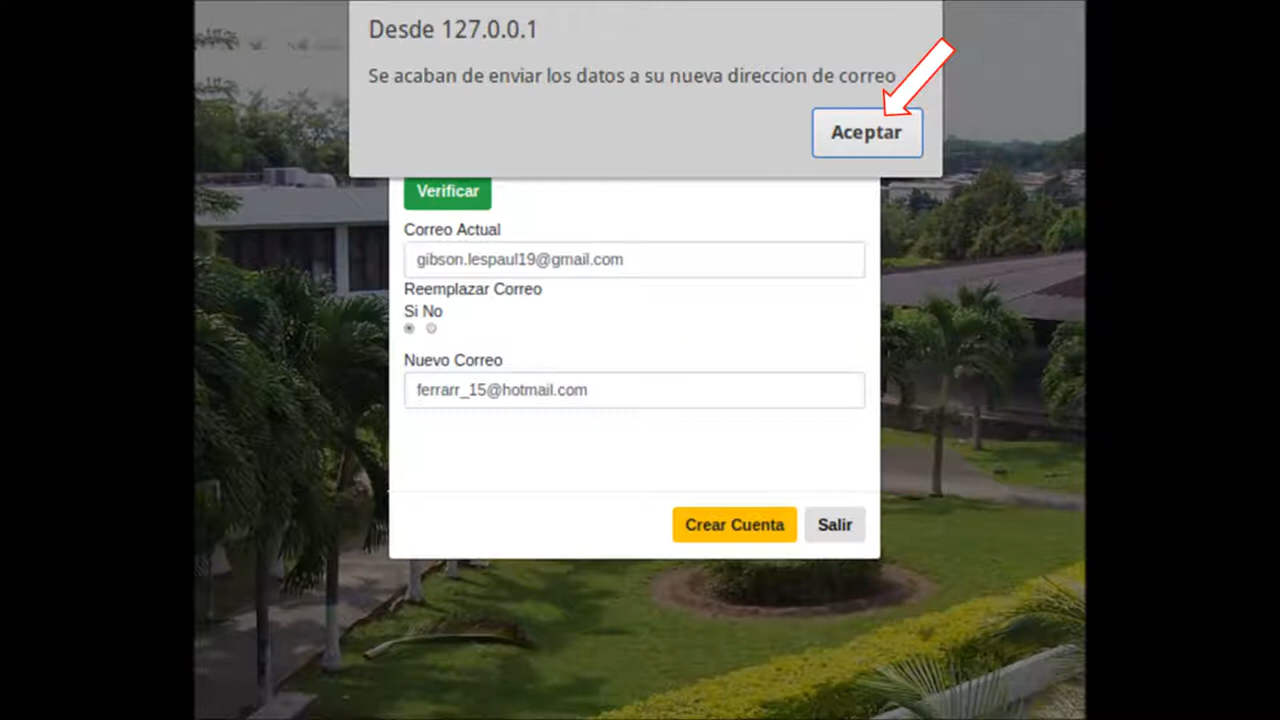 Desde 127.0.0.1
Se acaban de enviar los datos a su nueva direccion de correo
Aceptar
Verificar
Correo Actual
gibson.lespaul19@gmail.com
Reemplazar Correo
Si No
Nuevo Correo
ferrarr_15@hotmail.com
Crear Cuenta Salir